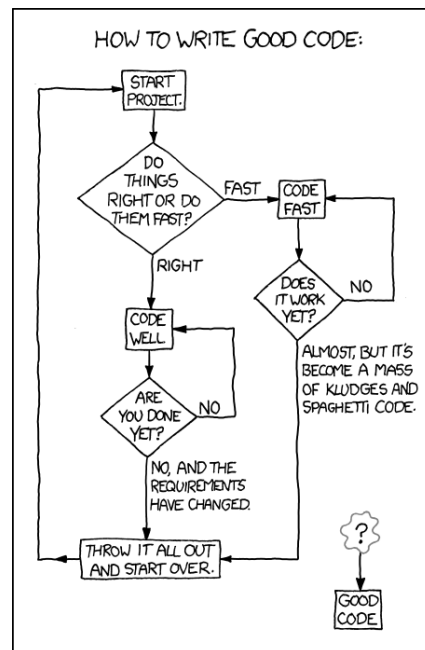 HOW TO WRITE GOOD CODE:
START
PROJECT.
DO
THINGS
RIGHT OR DO
THEM FAST?
FAST
CODE
FAST
RIGHT
DOES
IT WORK
YET?
NO
CODE
WELL
ALMOST, BUT IT'S
BECOME A MASS
OF KLUDGES AND
SPAGHETTI CODE.
ARE
YOU DONE
YET?
NO
NO, AND THE
REQUIREMENTS
HAVE CHANGED.
THROW IT ALL OUT
AND START OVER.
?
GOOD
CODE